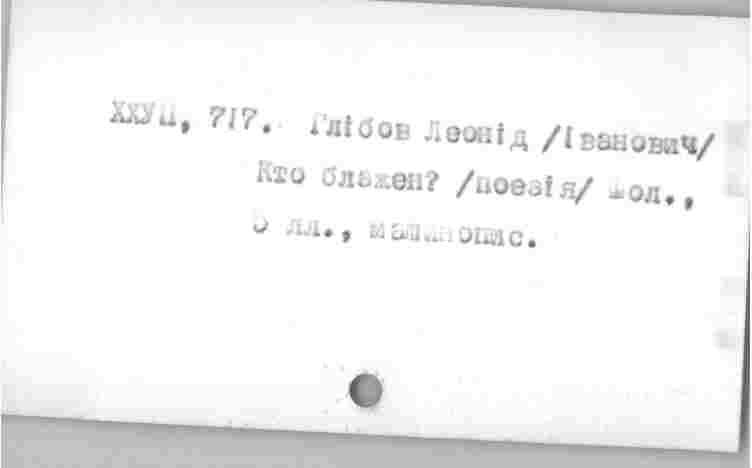 ХХУІІ, 717. Глібов Леонід /Іванович/
Кто блажен? /поезія/ Фол.,
5 лл., машинопис.